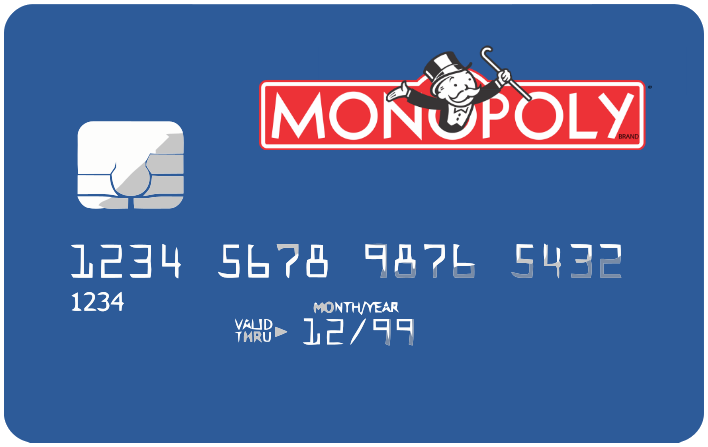 MONOPOLY
BRAND
1234 5678 9876 5432
1234
MONTH/YEAR
VALID
THRU
12/99